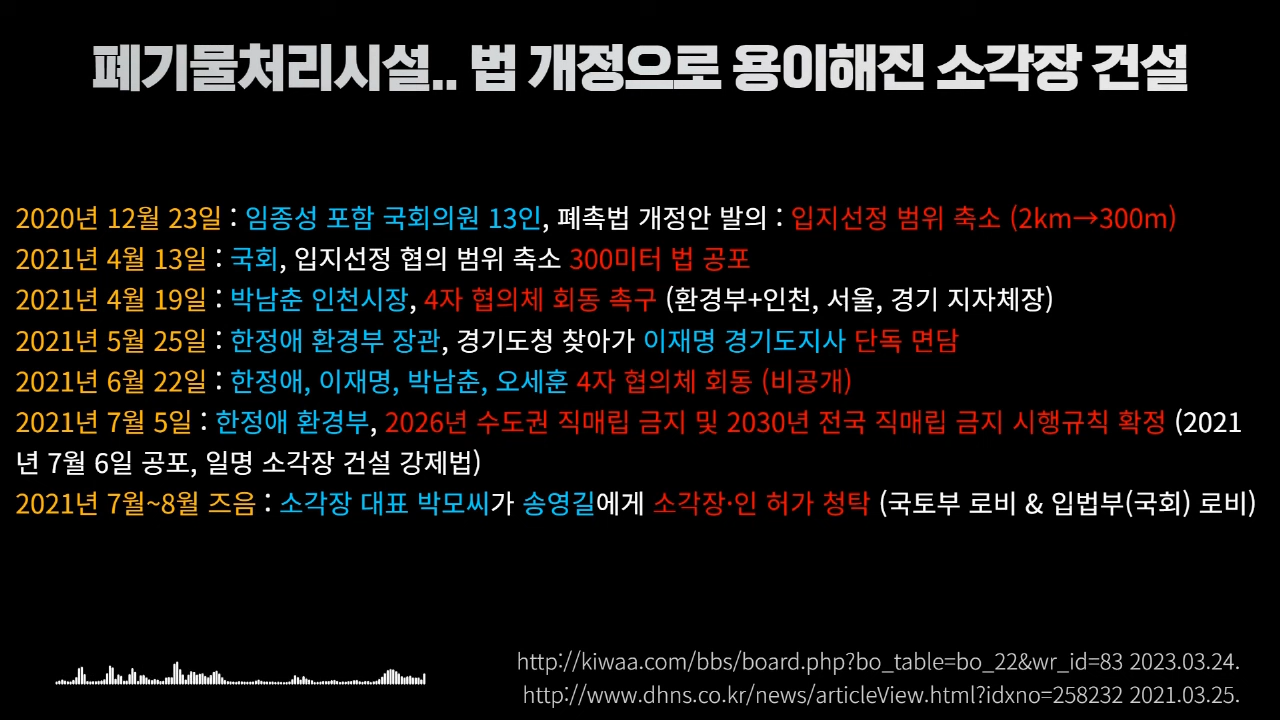 폐기물처리시설.. 법 개정으로 용이해진 소각장 건설
2020년 12월 23일 : 임종성 포함 국회의원 13인, 폐촉법 개정안 발의 : 입지선정 범위 축소 (2km→300m)
2021년 4월 13일 : 국회, 입지선정 협의 범위 축소 300미터 법 공포
2021년 4월 19일 : 박남춘 인천시장, 4자 협의체 회동 촉구 (환경부+인천, 서울, 경기 지자체장)
2021년 5월 25일 : 한정애 환경부 장관, 경기도청 찾아가 이재명 경기도지사 단독 면담
2021년 6월 22일 : 한정애, 이재명, 박남춘, 오세훈 4자 협의체 회동 (비공개)
2021년 7월 5일 : 한정애 환경부, 2026년 수도권 직매립 금지 및 2030년 전국 직매립 금지 시행규칙 확정 (2021
년 7월 6일 공포, 일명 소각장 건설 강제법)
2021년 7월~8월 즈음 : 소각장 대표 박모씨가 송영길에게 소각장·인 허가 청탁 (국토부 로비 & 입법부(국회) 로비)
http://kiwaa.com/bbs/board.php?bo_table=bo_22&wr_id=83 2023.03.24.
http://www.dhns.co.kr/news/articleView.html?idxno=258232 2021.03.25.